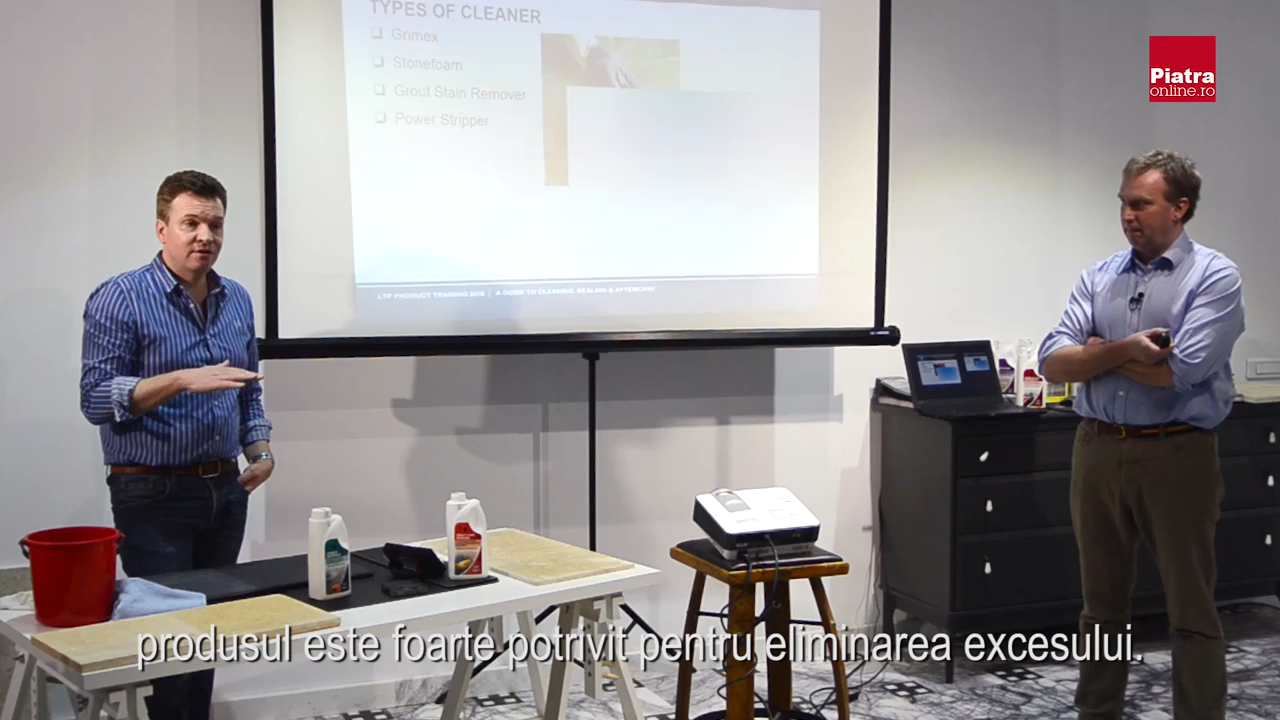 TYPES OF CLEANER
Grimex
Stonefoam
Grout Stain Remover
Power Stripper
LTP PRODUCT TRAINING 2016 | A GUIDE TO CLEANING, SEALING & AFTERCARE
Piatra
online.ro
produsul este foarte potrivit pentru eliminarea excesului.